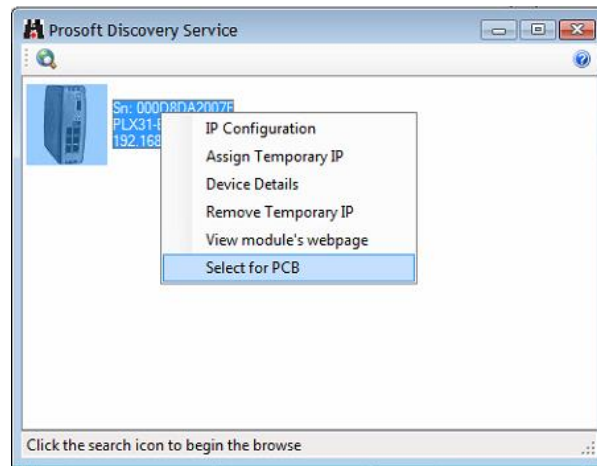 Prosoft Discovery Service
Sn: 000D8DA2007F
PLX31-E
192.168
IP Configuration
Assign Temporary IP
Device Details
Remove Temporary IP
View module's webpage
Select for PCB
Click the search icon to begin the browse